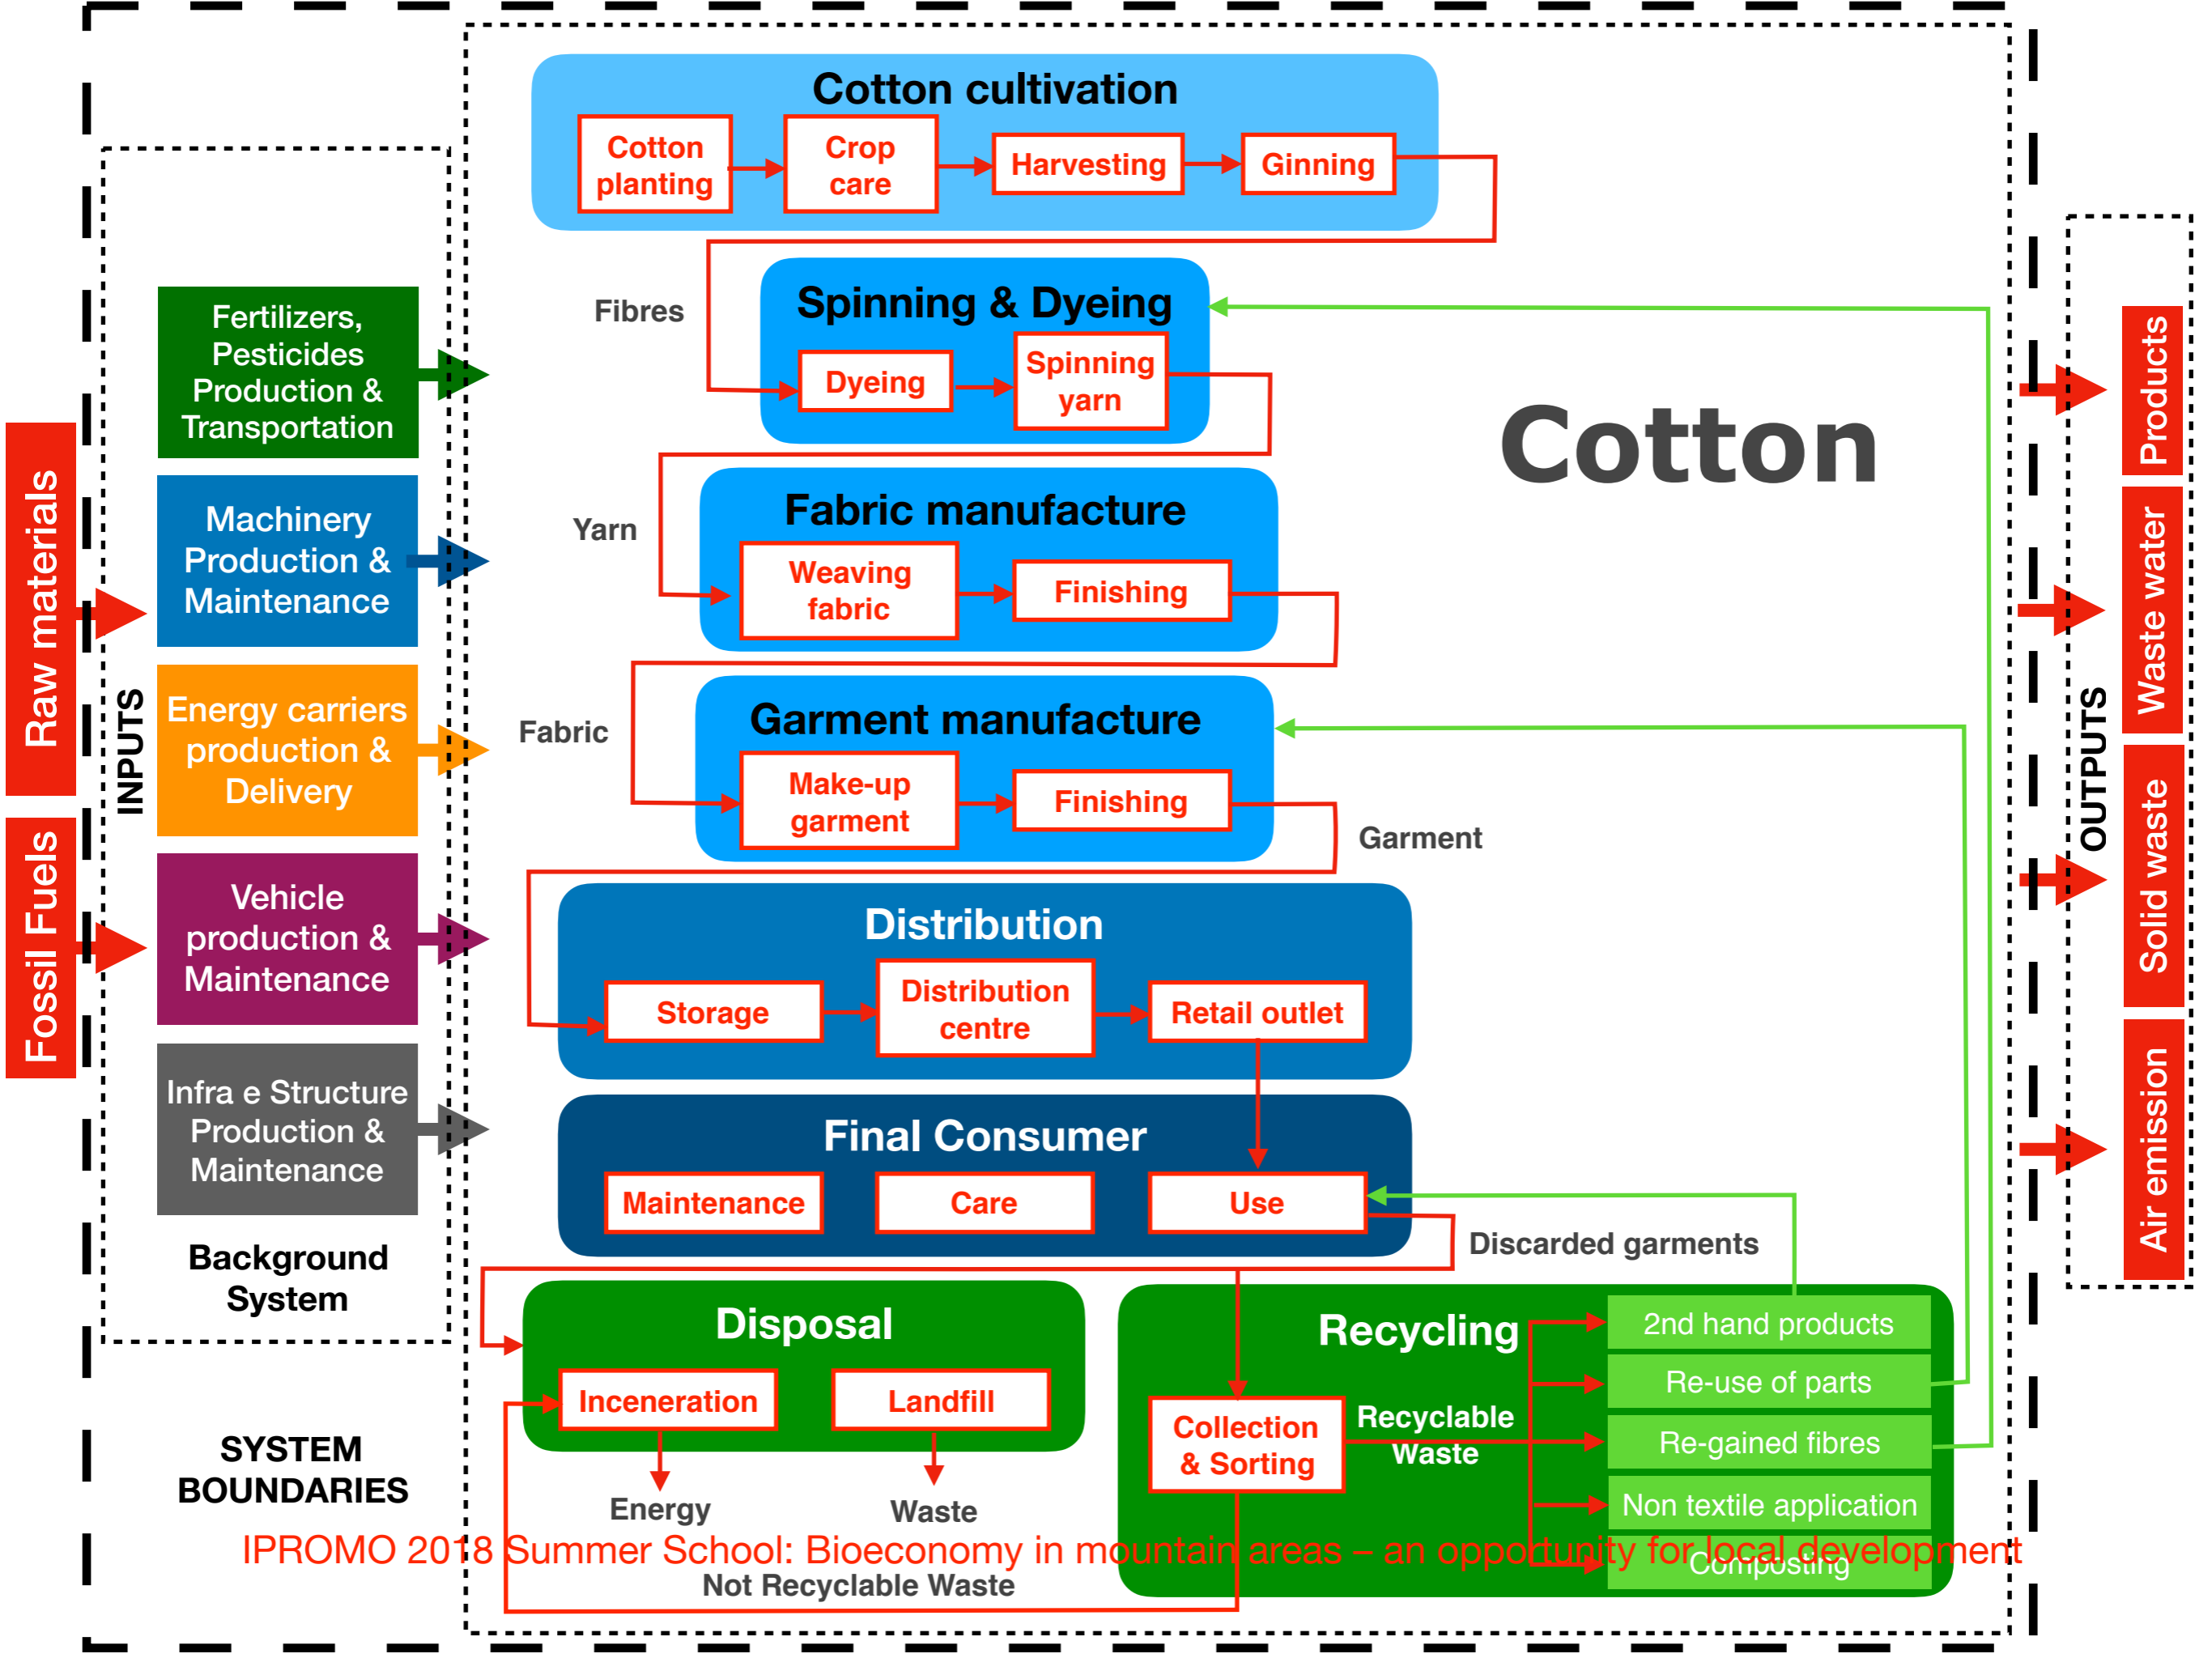 Cotton cultivation
Cotton
planting
Crop
care
Harvesting
Ginning
Fibres
Spinning & Dyeing
Dyeing
Spinning
yarn
Cotton
Yarn
Fabric manufacture
Weaving
fabric
Finishing
Fabric
Garment manufacture
Make-up
garment
Finishing
Garment
Distribution
Storage
Distribution
centre
Retail outlet
Final Consumer
Maintenance
Care
Use
Discarded garments
Disposal
Inceneration
Landfill
Energy
Waste
Recycling
Collection
& Sorting
Recyclable
Waste
2nd hand products
Re-use of parts
Re-gained fibres
Non textile application
Composting
Not Recyclable Waste
Raw materials
Fossil Fuels
INPUTS
Fertilizers,
Pesticides
Production &
Transportation
Machinery
Production &
Maintenance
Energy carriers
production &
Delivery
Vehicle
production &
Maintenance
Infra e Structure
Production &
Maintenance
Background
System
SYSTEM
BOUNDARIES
OUTPUTS
Products
Waste water
Solid waste
Air emission
IPROMO 2018 Summer School: Bioeconomy in mountain areas – an opportunity for local development